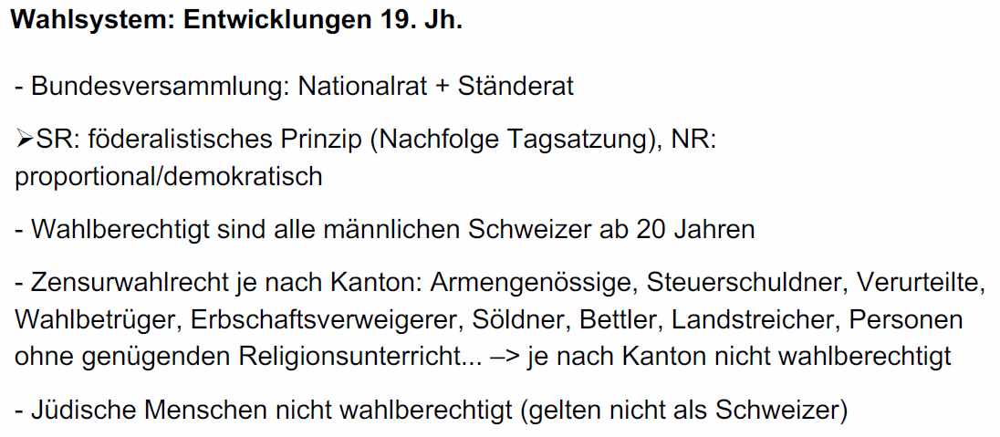 Wahlsystem: Entwicklungen 19. Jh.
- Bundesversammlung: Nationalrat + Ständerat
➢SR: föderalistisches Prinzip (Nachfolge Tagsatzung), NR:
proportional/demokratisch
- Wahlberechtigt sind alle männlichen Schweizer ab 20 Jahren
- Zensurwahlrecht je nach Kanton: Armengenössige, Steuerschuldner, Verurteilte,
Wahlbetrüger, Erbschaftsverweigerer, Söldner, Bettler, Landstreicher, Personen
ohne genügenden Religionsunterricht... –> je nach Kanton nicht wahlberechtigt
- Jüdische Menschen nicht wahlberechtigt (gelten nicht als Schweizer)